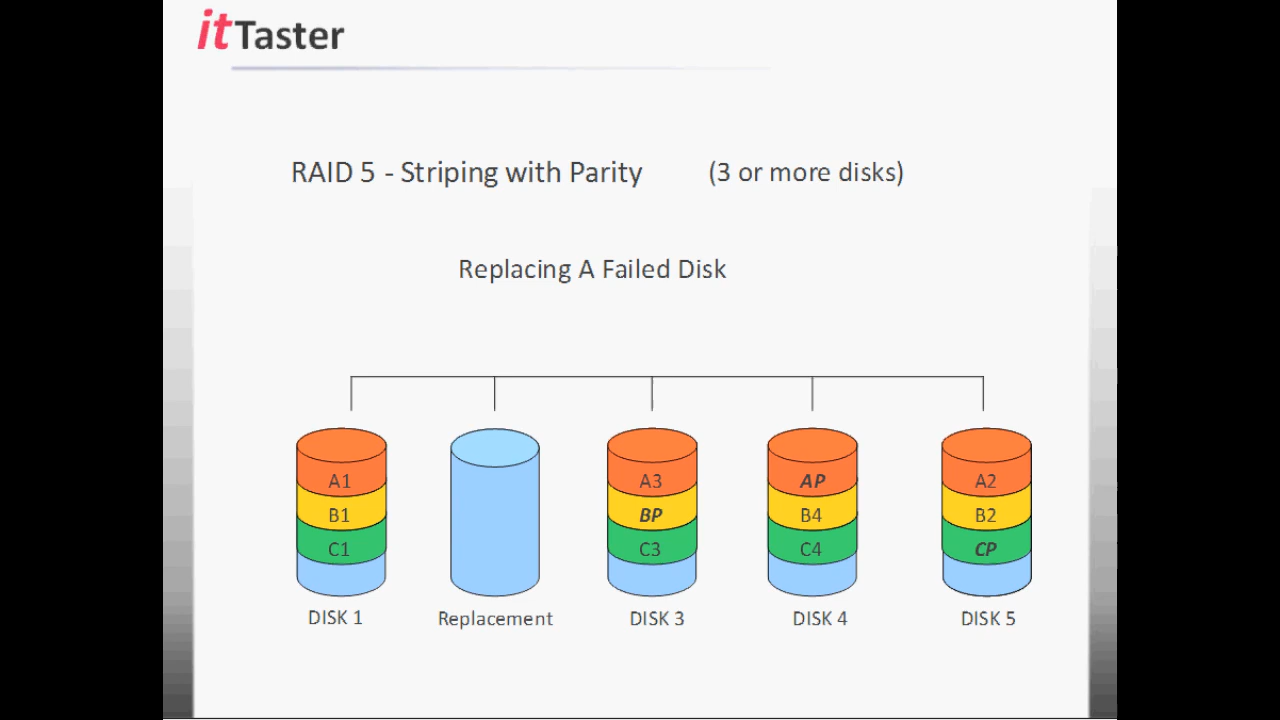 itTaster
RAID 5 - Striping with Parity (3 or more disks)
Replacing A Failed Disk
A1 A3 AP A2
B1 BP B4 B2
C1 C3 C4 CP
DISK 1 Replacement DISK 3 DISK 4 DISK 5